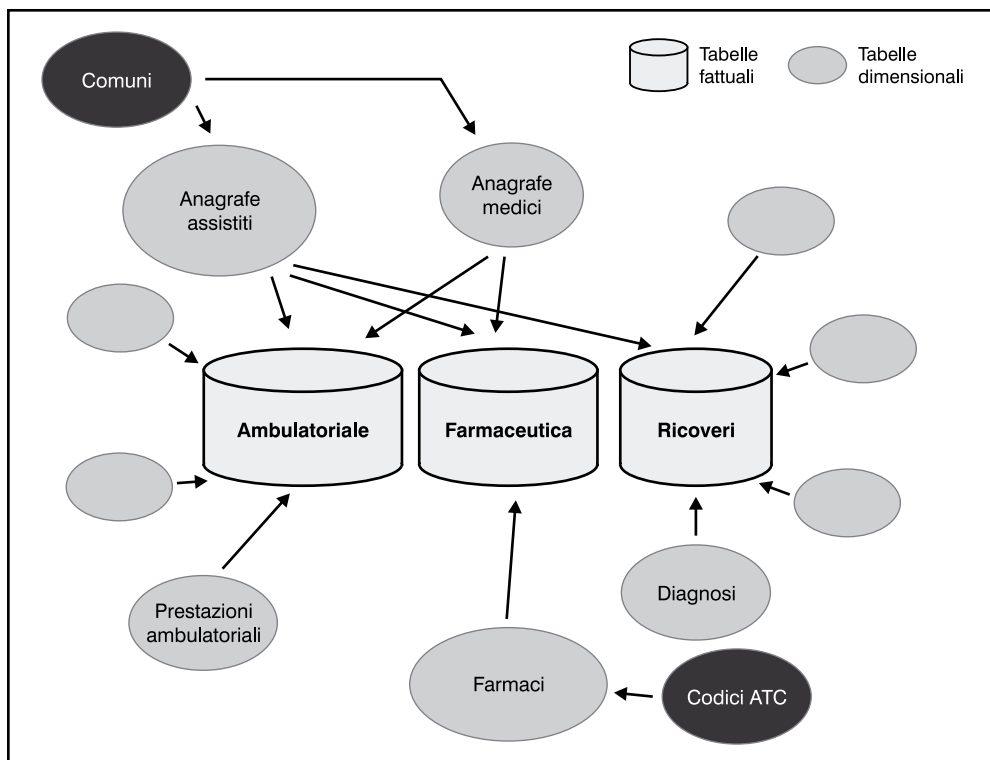 Comuni
Tabelle
fattuali
Tabelle
dimensionali
Anagrafe
assistiti
Anagrafe
medici
Ambulatoriale
Farmaceutica
Ricoveri
Prestazioni
ambulatoriali
Diagnosi
Farmaci
Codici ATC